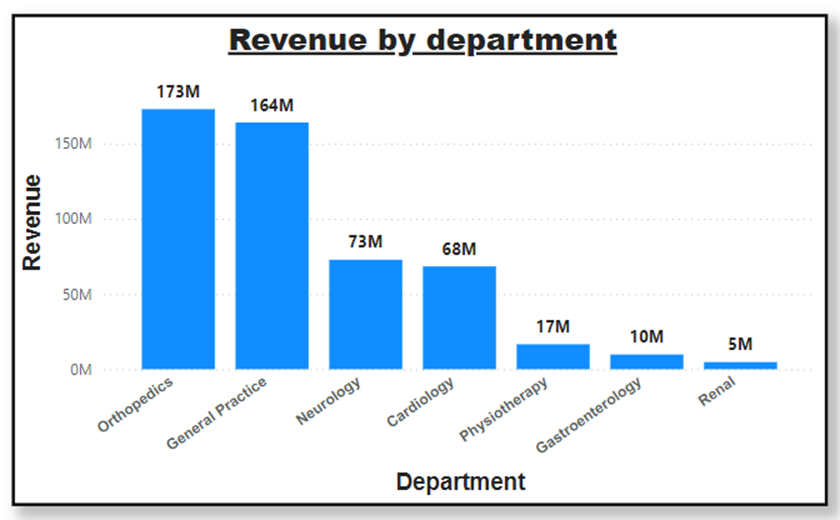 Revenue by department
173M
164M
150M
100M
73M
68M
50M
17M
10M
5M
0M
Revenue
Orthopedics
General Practice
Neurology
Cardiology
Physiotherapy
Gastroenterology
Renal
Department